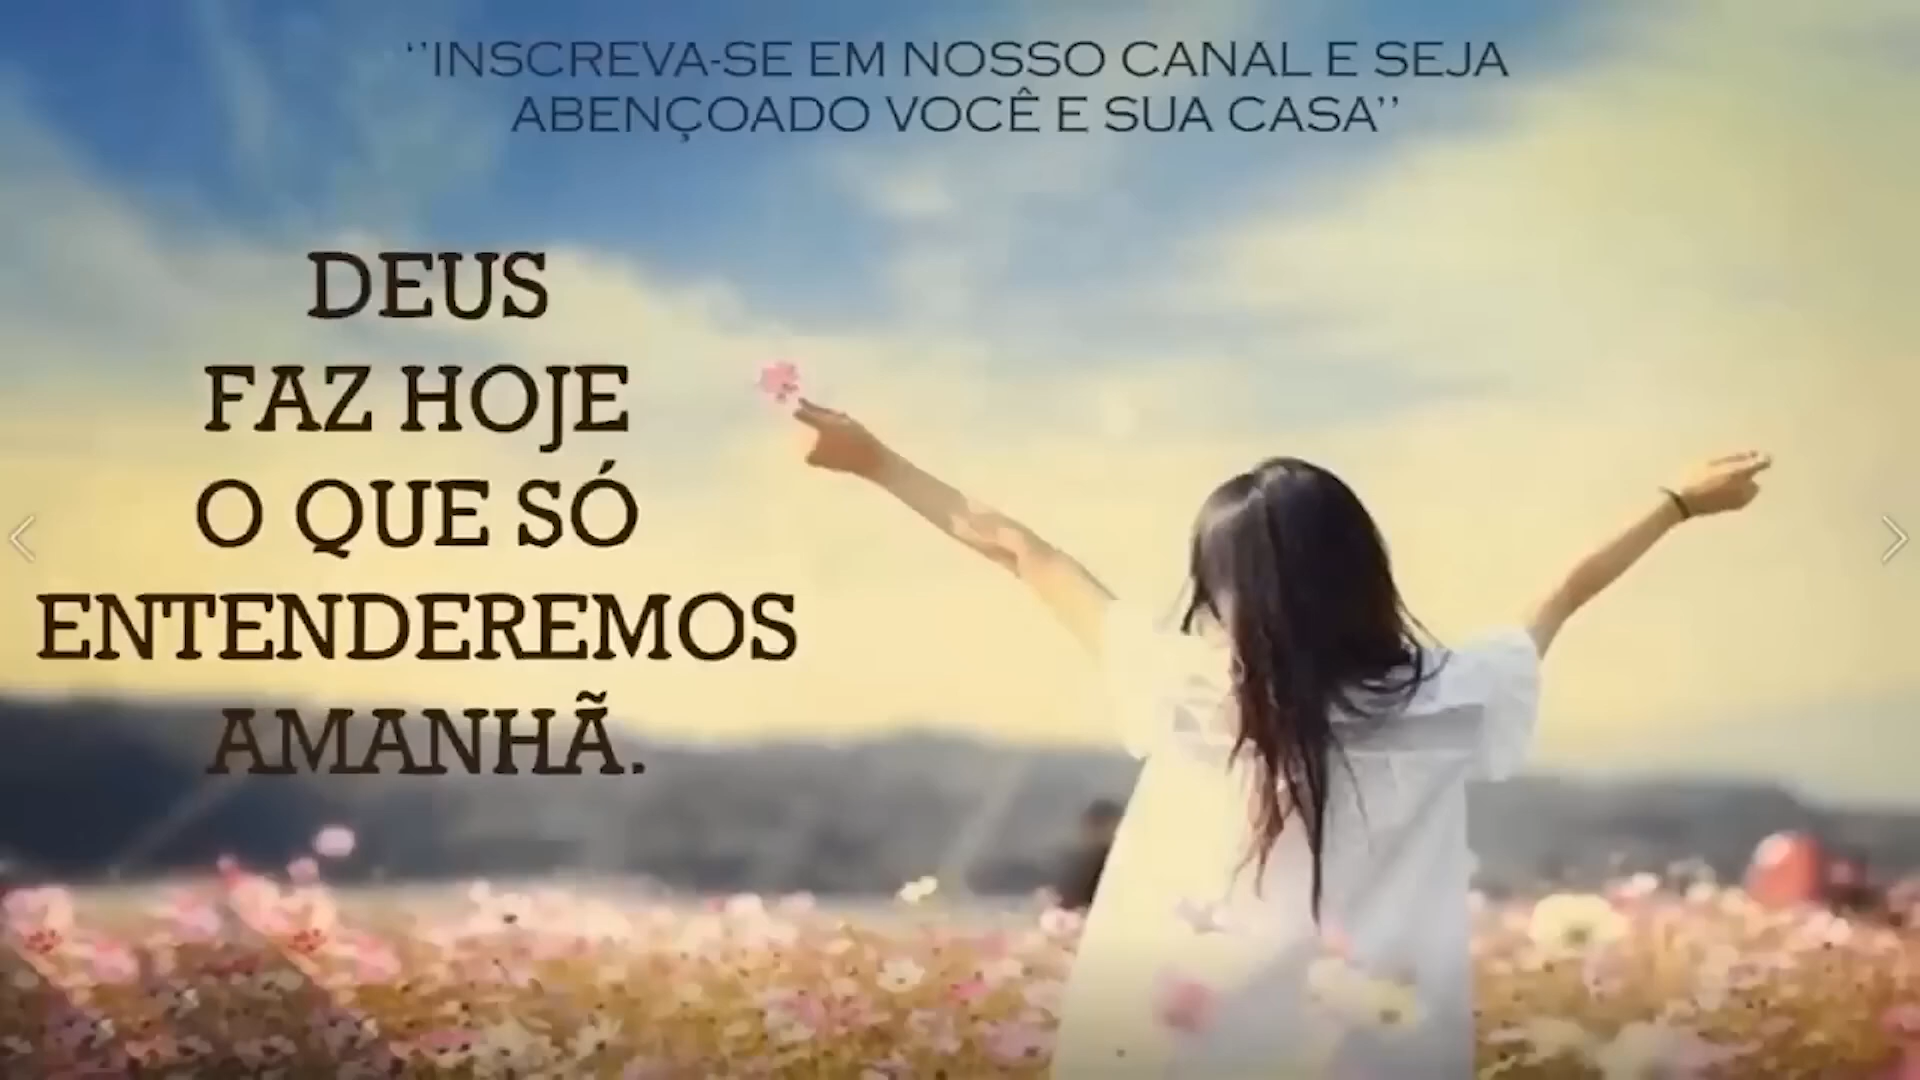 ‘’INSCREVA-SE EM NOSSO CANAL E SEJA
ABENÇOADO VOCÊ E SUA CASA’’
DEUS
FAZ HOJE
O QUE SÓ
ENTENDEREMOS
AMANHÃ.